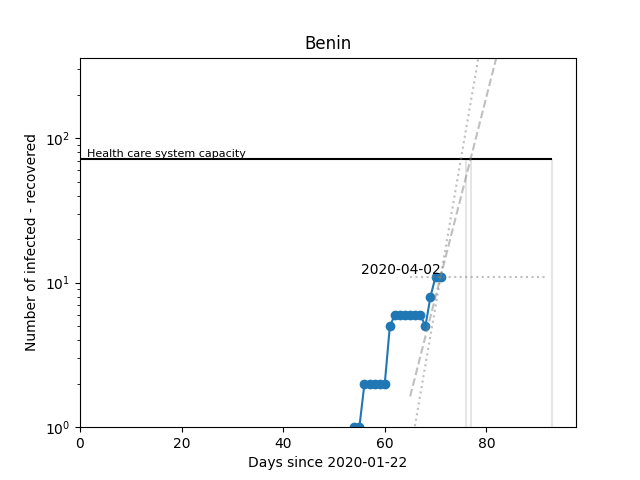 Benin
Number of infected - recovered
10²
10¹
10⁰
Health care system capacity
2020-04-02
0 20 40 60 80
Days since 2020-01-22